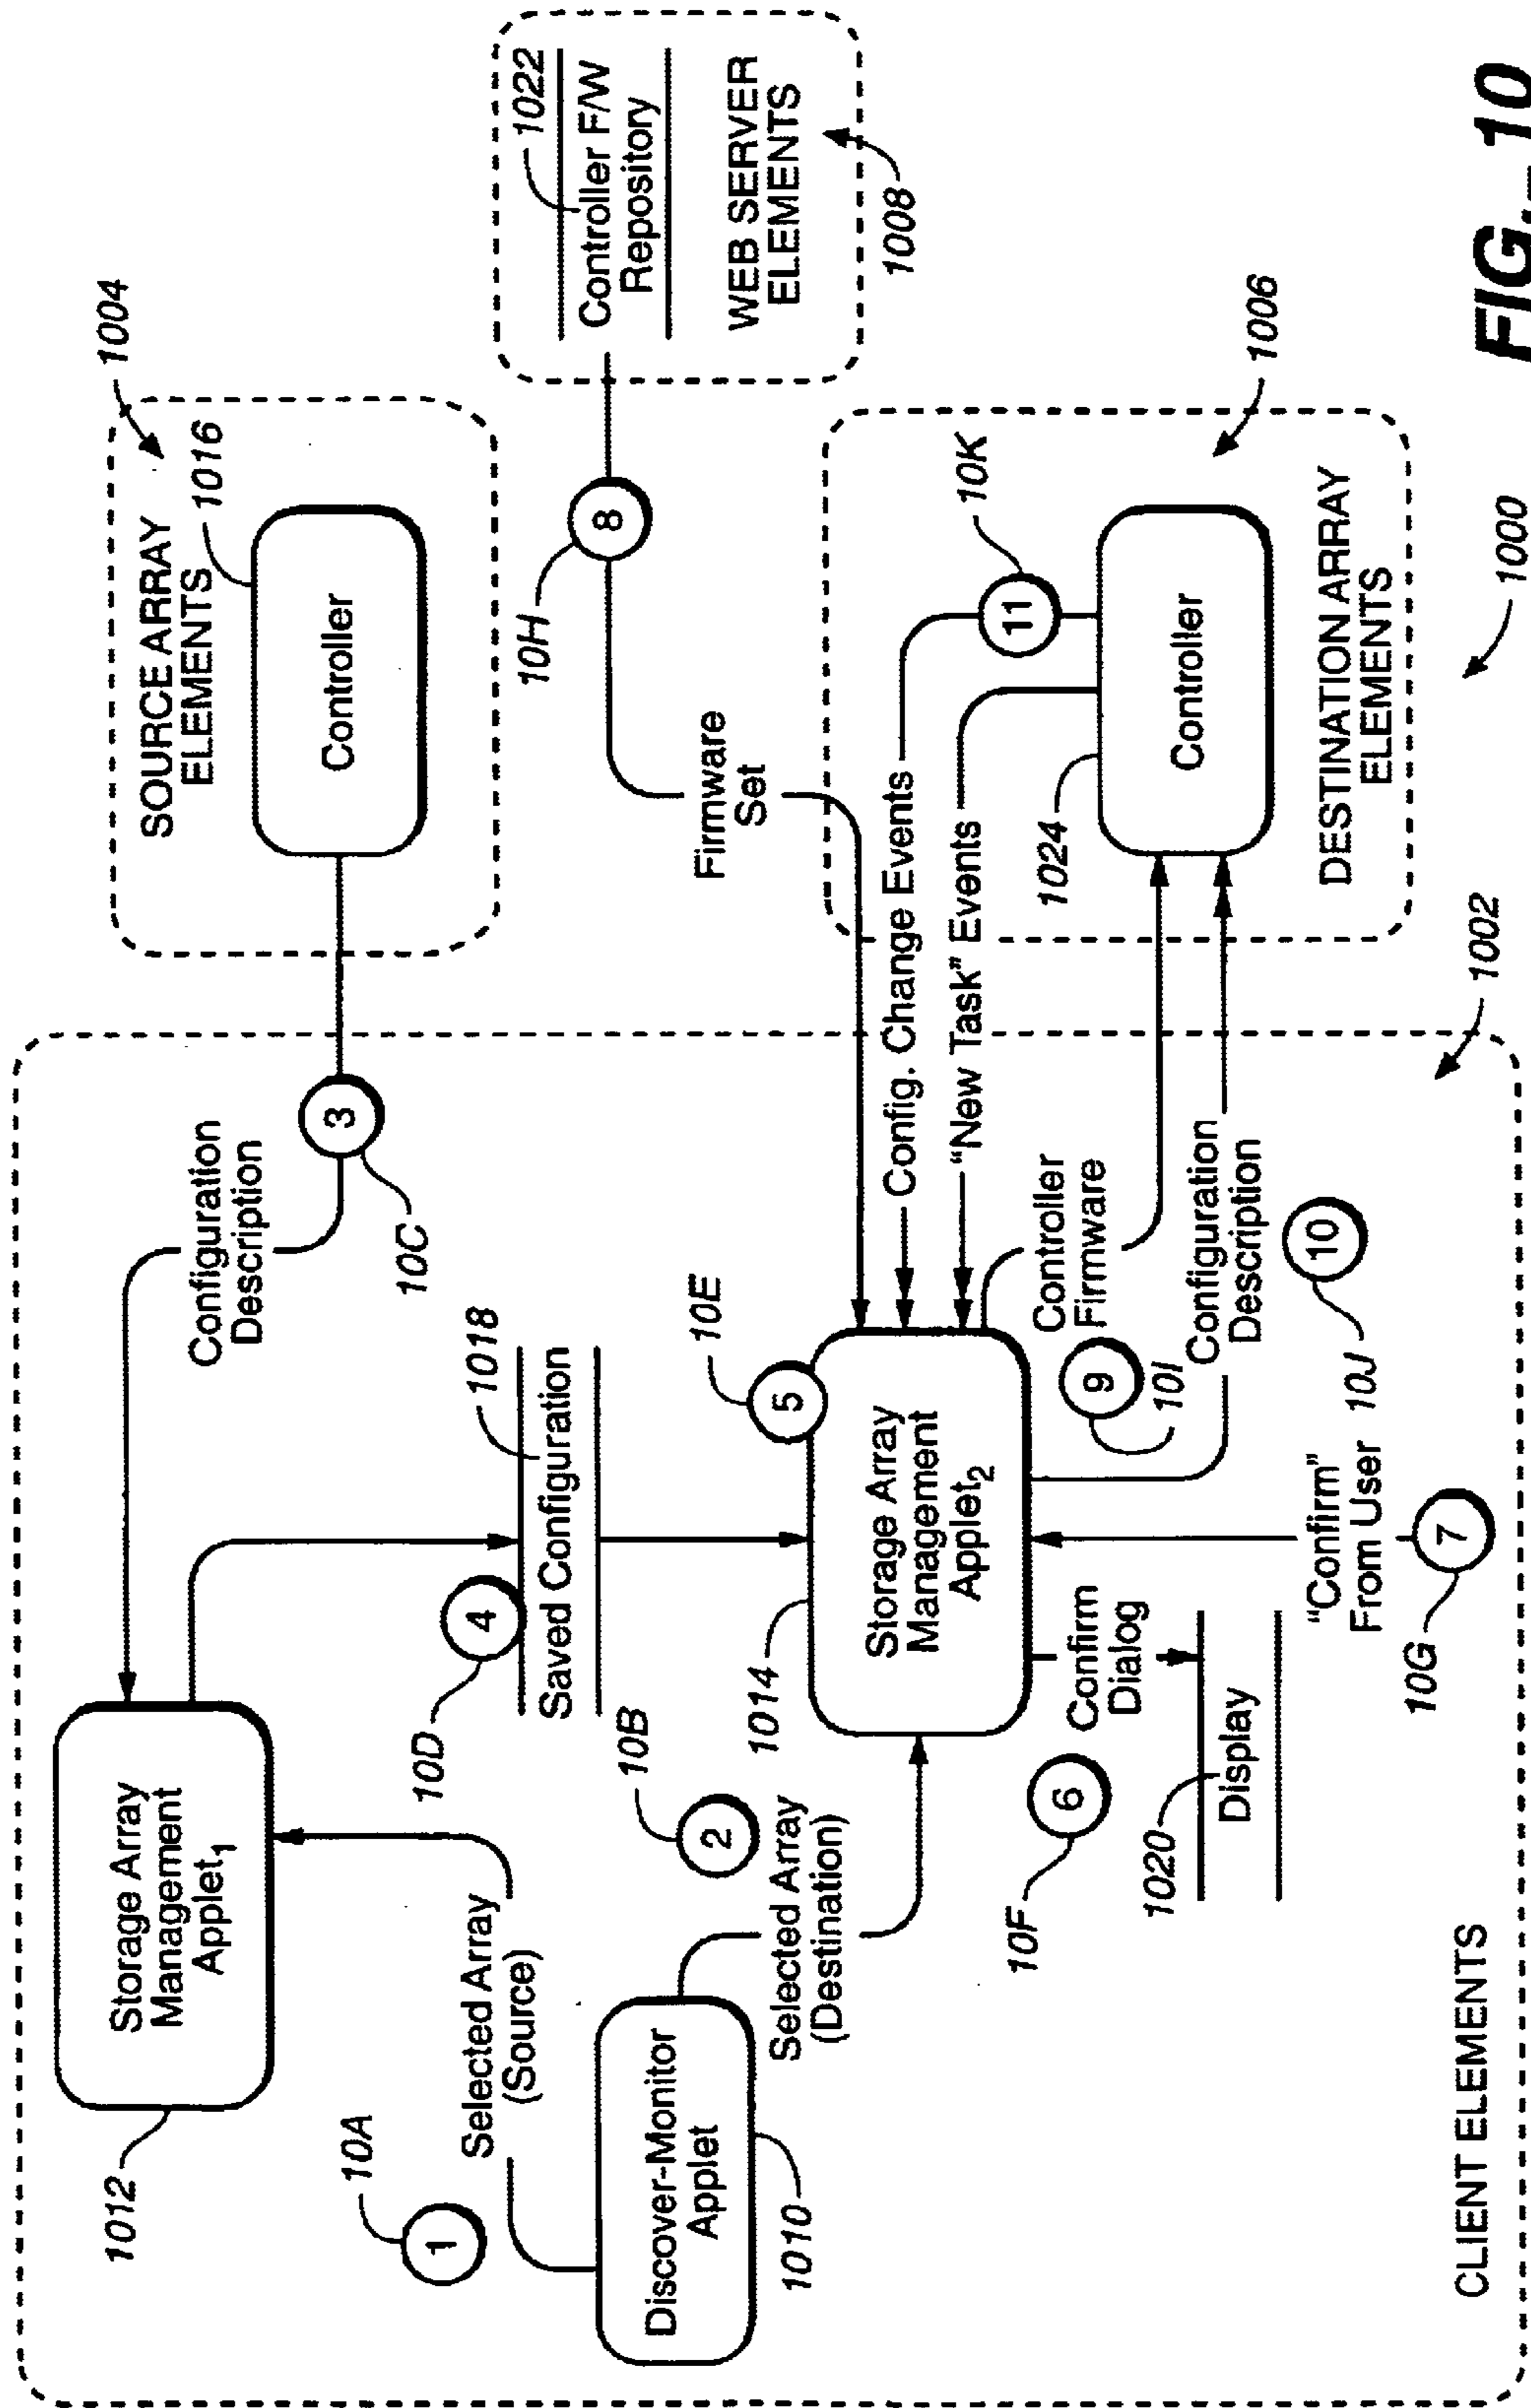 1012
Storage Array
Management
Applet1
Configuration
Description
3
10C
SOURCE ARRAY
ELEMENTS
1004
1016
Controller
1
10A
Selected Array
(Source)
10D
4
1018
Saved Configuration
10H
8
1022
Controller F/W
Repository
WEB SERVER
ELEMENTS
1008
Discover-Monitor
Applet
1010
2
10B
Selected Array
(Destination)
1014
Storage Array
Management
Applet2
5
10E
Firmware
Set
Config. Change Events
"New Task" Events
11
10K
1024
Controller
DESTINATION ARRAY
ELEMENTS
1006
10F
6
Confirm
Dialog
1020
Display
Controller
Firmware
9
10I
Configuration
Description
10
10J
"Confirm"
From User
7
10G
CLIENT ELEMENTS
1002
1000
FIG._10